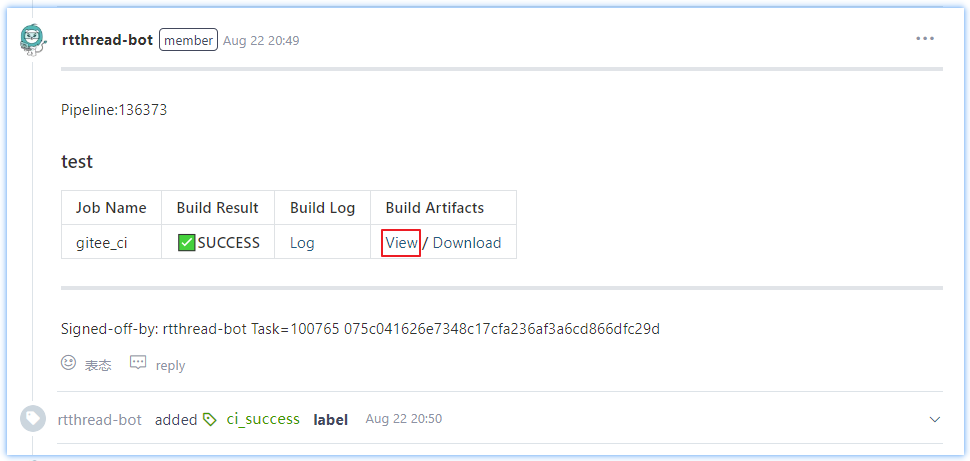 rtthread-bot member Aug 22 20:49
Pipeline:136373
test
Job Name Build Result Build Log Build Artifacts
gitee_ci ✅SUCCESS Log View / Download
Signed-off-by: rtthread-bot Task=100765 075c041626e7348c17cfa236af3a6cd866dfc29d
表态 reply
rtthread-bot added ci_success label Aug 22 20:50